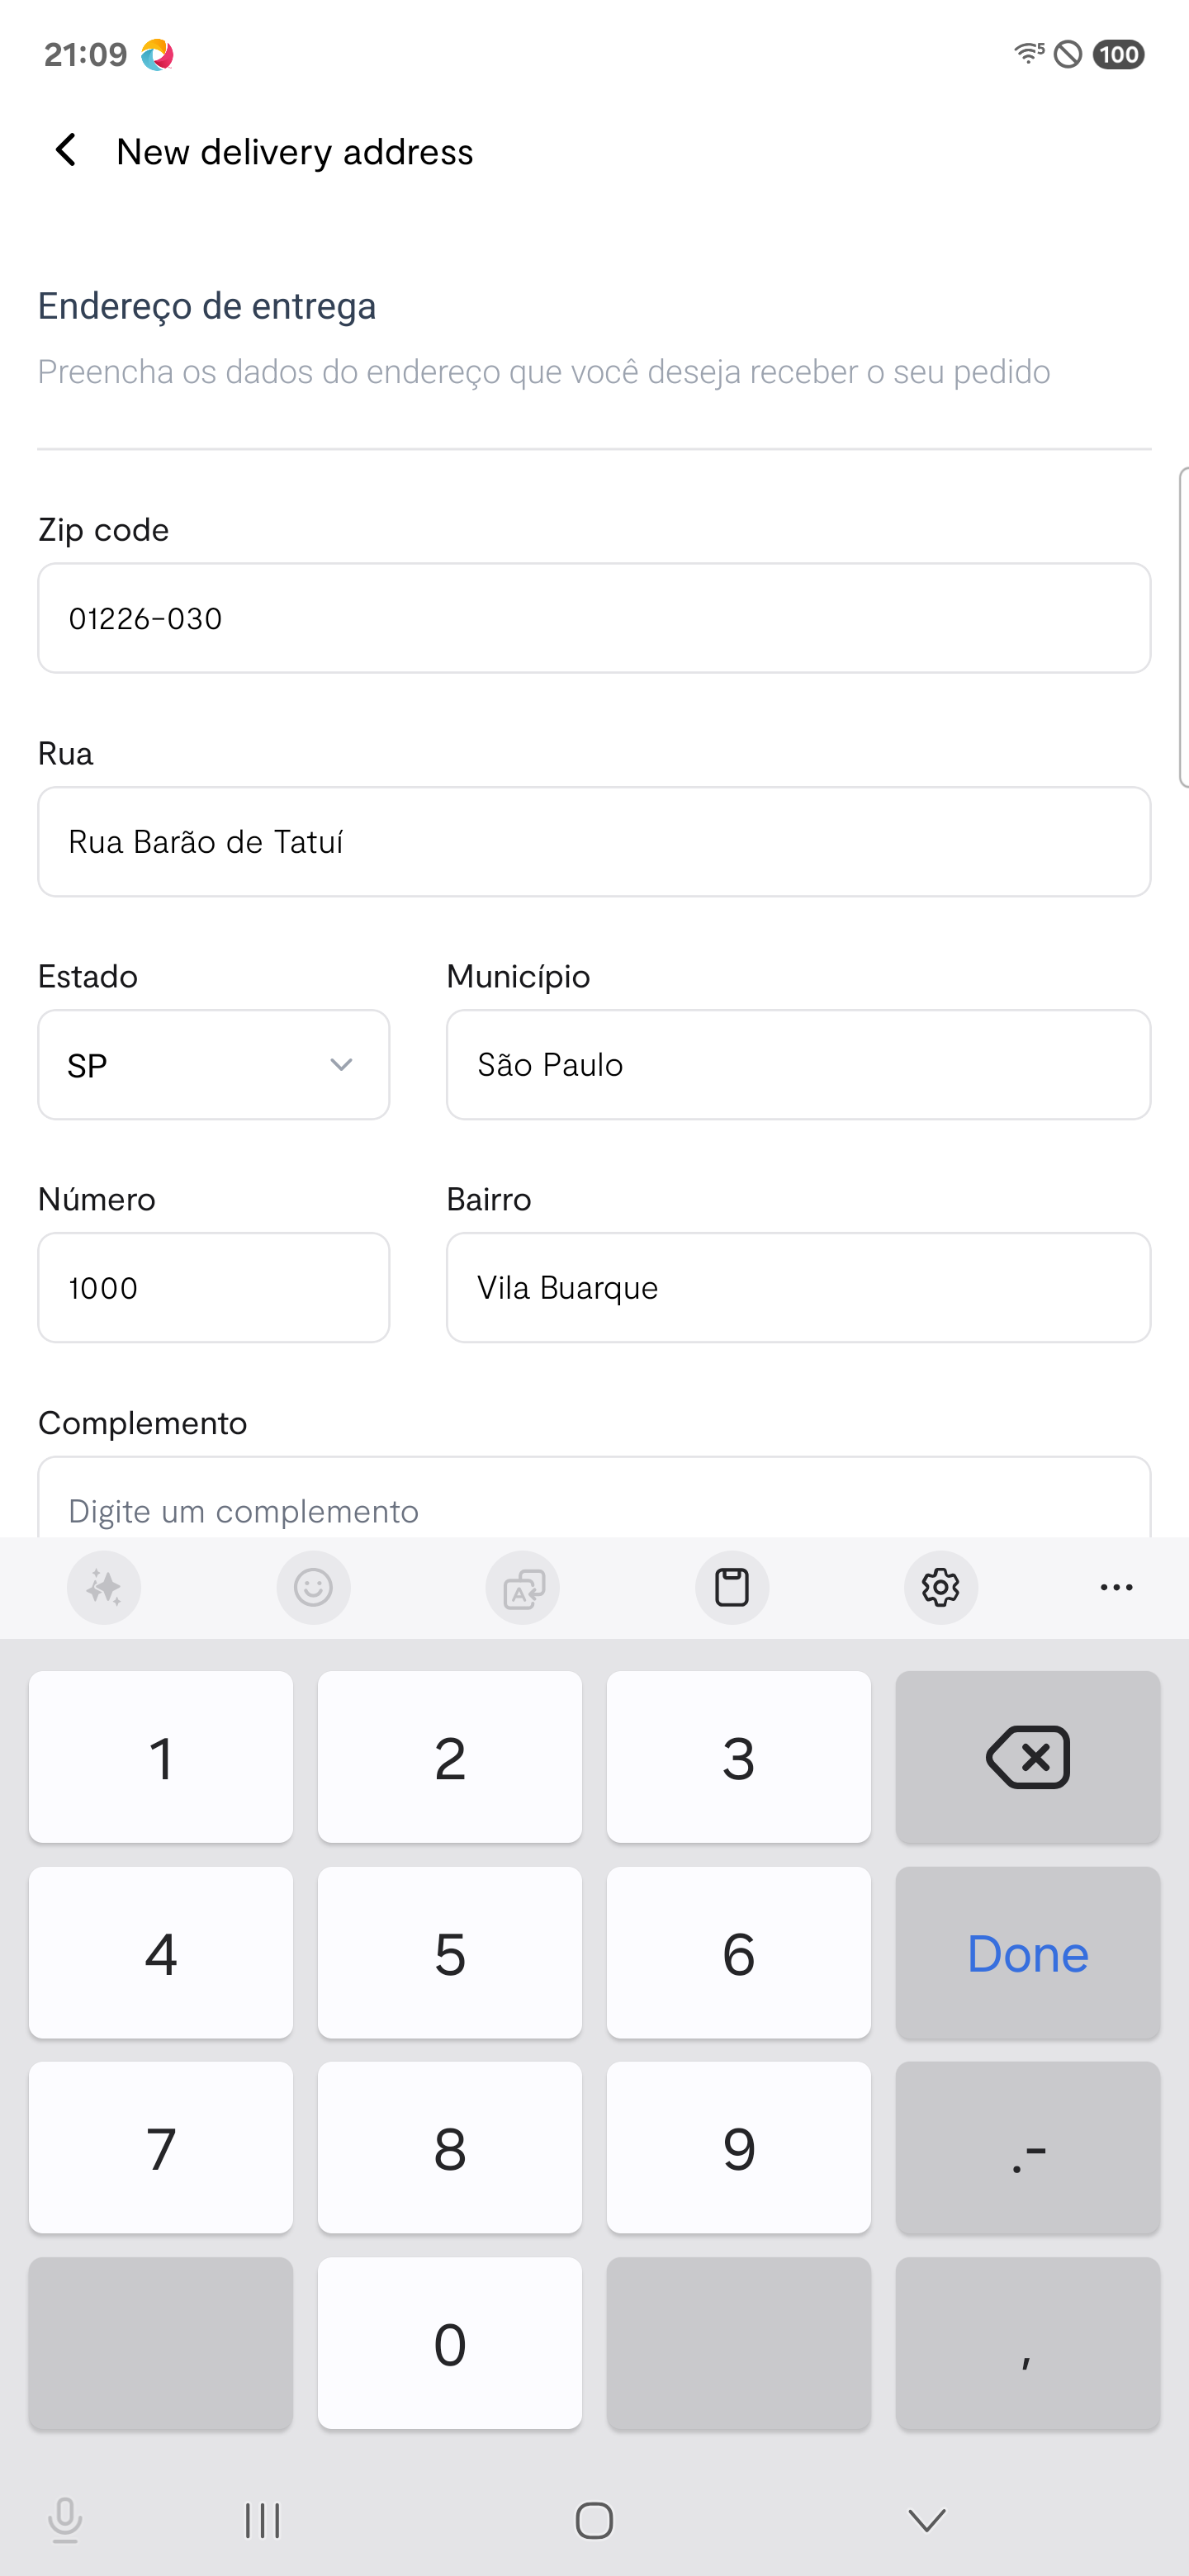 21:09
5
100
New delivery address
Endereço de entrega
Preencha os dados do endereço que você deseja receber o seu pedido
Zip code
01226-030
Rua
Rua Barão de Tatuí
Estado
Município
SP
São Paulo
Número
Bairro
1000
Vila Buarque
Complemento
Digite um complemento
A
1
2
3
4
5
6
Done
7
8
9
.-
0
,